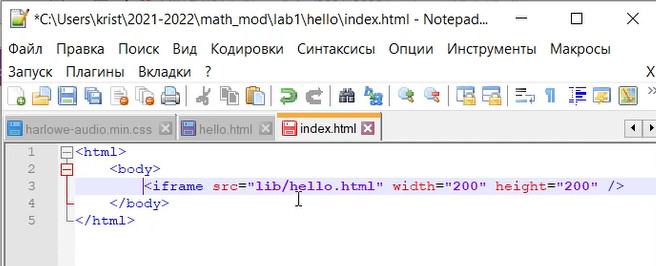 *C:\Users\krist\2021-2022\math_mod\lab1\hello\index.html - Notepad...
Файл Правка Поиск Вид Кодировки Синтаксисы Опции Инструменты Макросы
Запуск Плагины Вкладки ? X
harlowe-audio.min.css hello.html index.html
1 <html>
2 <body>
3 <iframe src="lib/hello.html" width="200" height="200" />
4 </body>
5 </html>